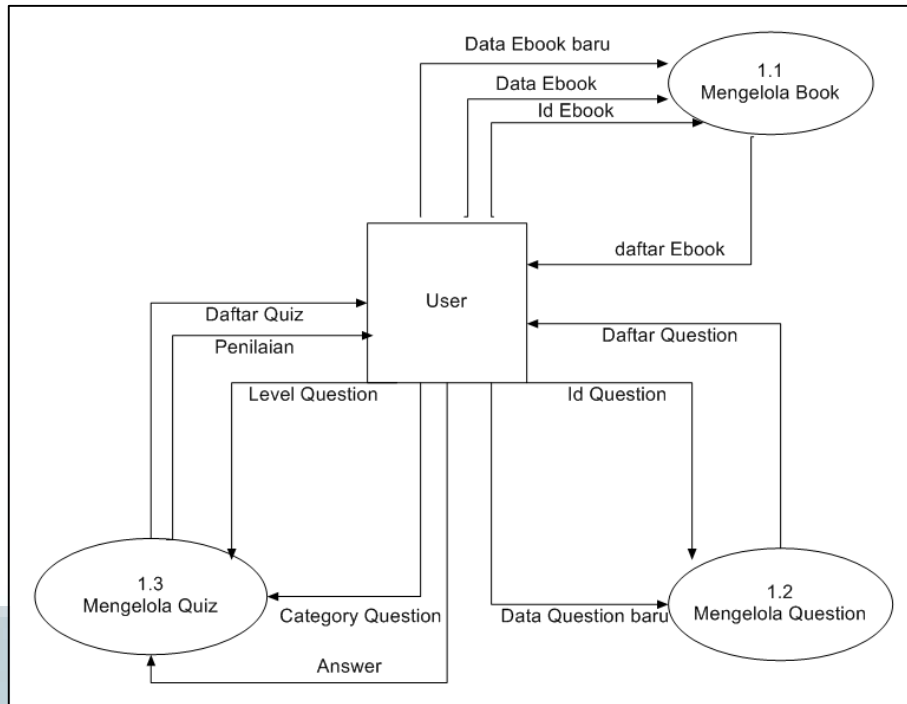 Data Ebook baru
1.1
Mengelola Book
Data Ebook
Id Ebook
daftar Ebook
User
Daftar Quiz
Penilaian
Daftar Question
Level Question
Id Question
1.3
Mengelola Quiz
1.2
Mengelola Question
Category Question
Data Question baru
Answer